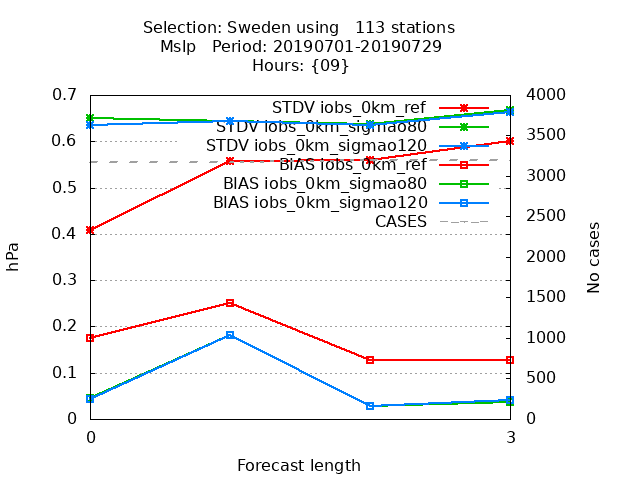 Selection: Sweden using   113 stations
Mslp   Period: 20190701-20190729
Hours: {09}
0.7
0.6
0.5
0.4
0.3
0.2
0.1
0
hPa
STDV iobs_0km_ref
STDV iobs_0km_sigmao80
STDV iobs_0km_sigmao120
BIAS iobs_0km_ref
BIAS iobs_0km_sigmao80
BIAS iobs_0km_sigmao120
CASES
4000
3500
3000
2500
2000
1500
1000
500
0
No cases
0
3
Forecast length